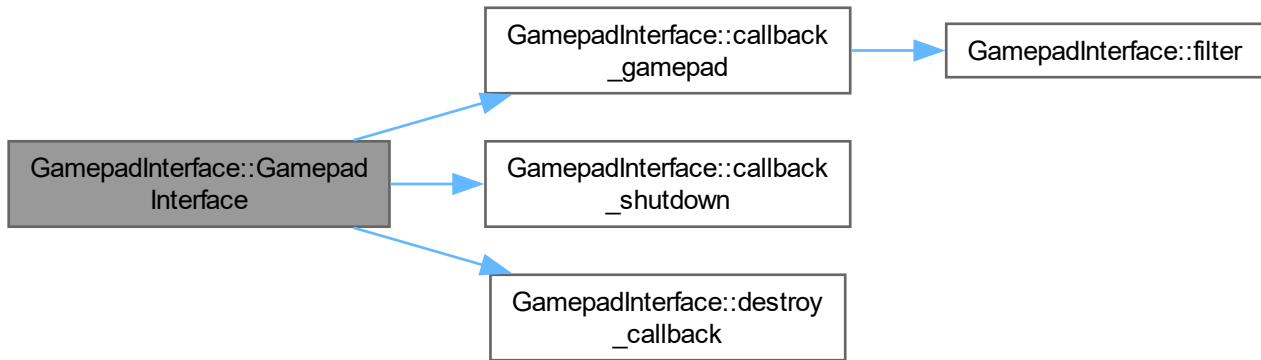 GamepadInterface::callback
_gamepad
GamepadInterface::filter
GamepadInterface::Gamepad
Interface
GamepadInterface::callback
_shutdown
GamepadInterface::destroy
_callback